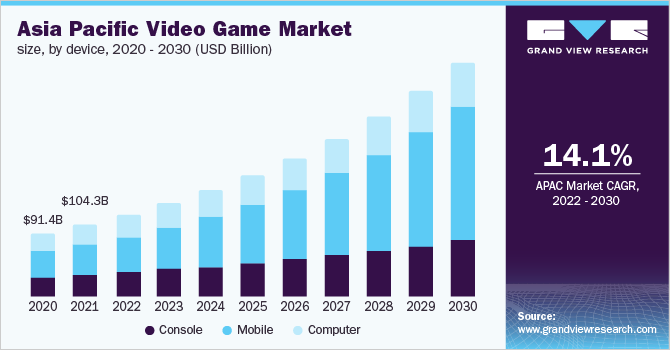 Asia Pacific Video Game Market
size, by device, 2020 - 2030 (USD Billion)
$91.4B
$104.3B
2020 2021 2022 2023 2024 2025 2026 2027 2028 2029 2030
Console Mobile Computer
GRAND VIEW RESEARCH
14.1%
APAC Market CAGR,
2022 - 2030
Source:
www.grandviewresearch.com